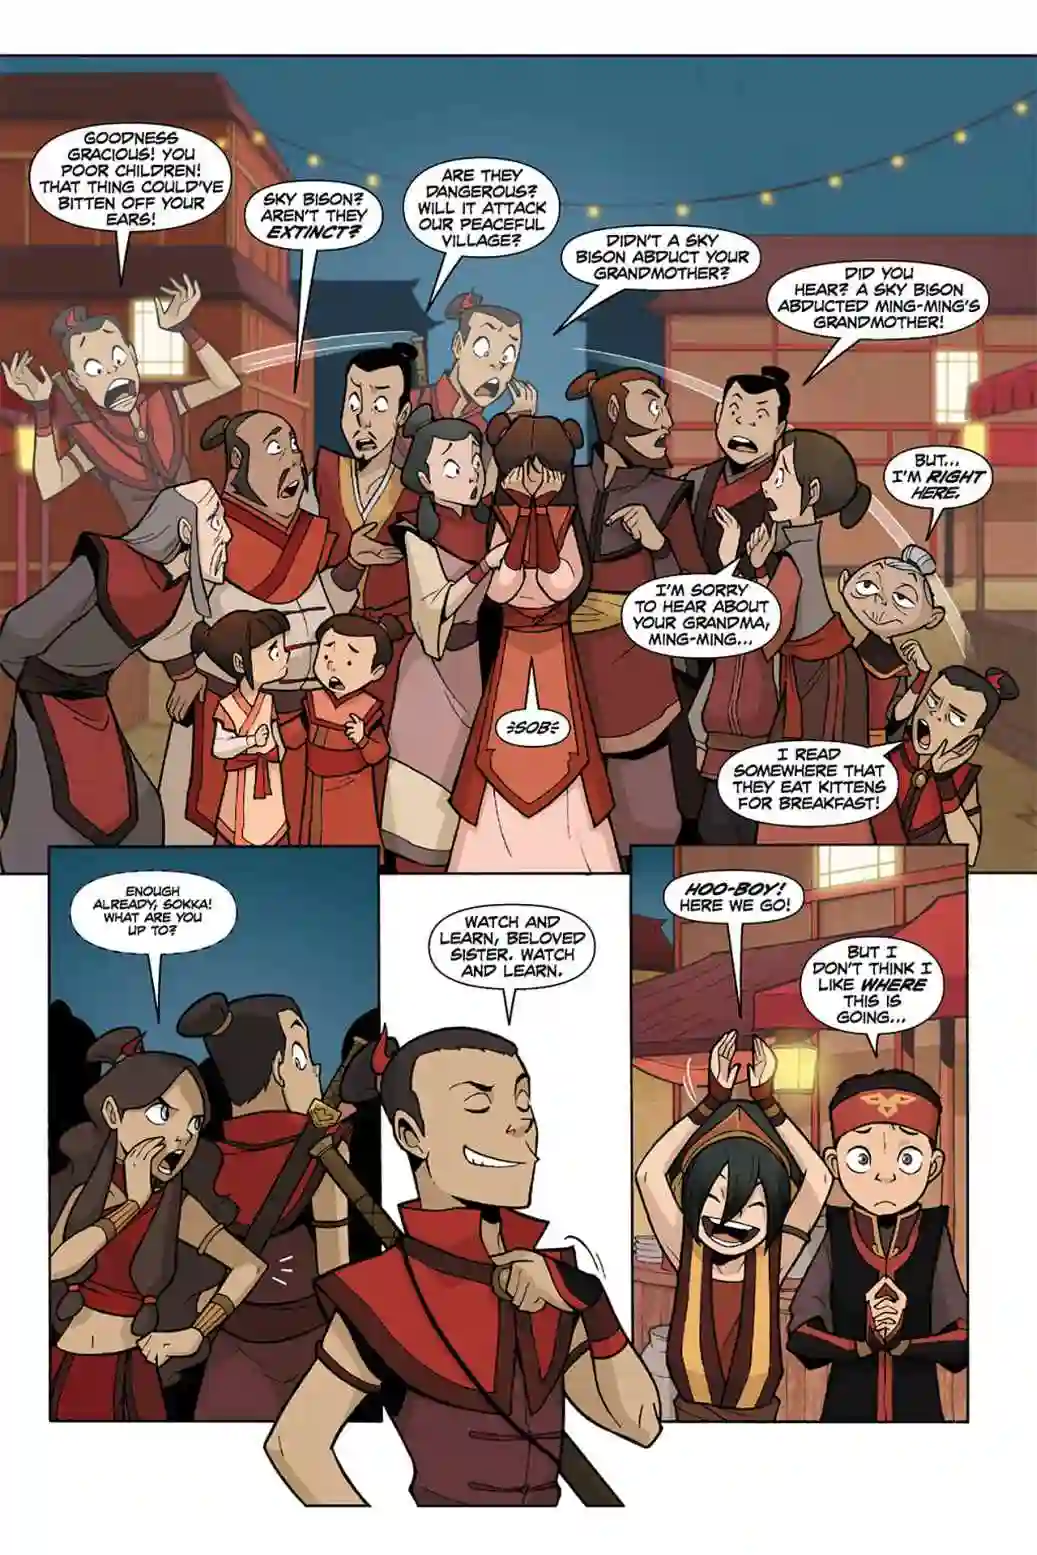 GOODNESS
GRACIOUS! YOU
POOR CHILDREN!
THAT THING COULD'VE
BITTEN OFF YOUR
EARS!
SKY BISON?
AREN'T THEY
EXTINCT?
ARE THEY
DANGEROUS?
WILL IT ATTACK
OUR PEACEFUL
VILLAGE?
DIDN'T A SKY
BISON ABDUCT YOUR
GRANDMOTHER?
DID YOU
HEAR? A SKY BISON
ABDUCTED MING-MING'S
GRANDMOTHER!
BUT...
I'M RIGHT
HERE.
I'M SORRY
TO HEAR ABOUT
YOUR GRANDMA,
MING-MING...
SOB
I READ
SOMEWHERE THAT
THEY EAT KITTENS
FOR BREAKFAST!
ENOUGH
ALREADY, SOKKA!
WHAT ARE YOU
UP TO?
WATCH AND
LEARN, BELOVED
SISTER. WATCH
AND LEARN.
HOO-BOY!
HERE WE GO!
BUT I
DON'T THINK I
LIKE WHERE
THIS IS
GOING...